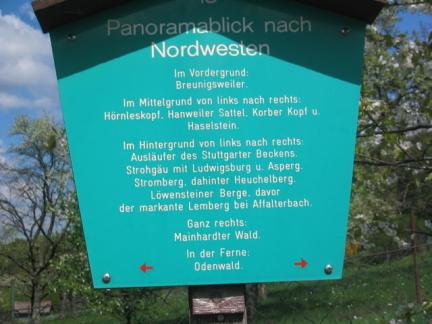 Panoramablick nach
Nordwesten
Im Vordergrund:
Breunigsweiler.
Im Mittelgrund von links nach rechts:
Hörnleskopf, Hanweiler Sattel, Korber Kopf u.
Haselstein.
Im Hintergrund von links nach rechts:
Ausläufer des Stuttgarter Beckens.
Strohgäu mit Ludwigsburg u. Asperg.
Stromberg, dahinter Heuchelberg.
Löwensteiner Berge, davor
der markante Lemberg bei Affalterbach.
Ganz rechts:
Mainhardter Wald.
In der Ferne:
Odenwald.